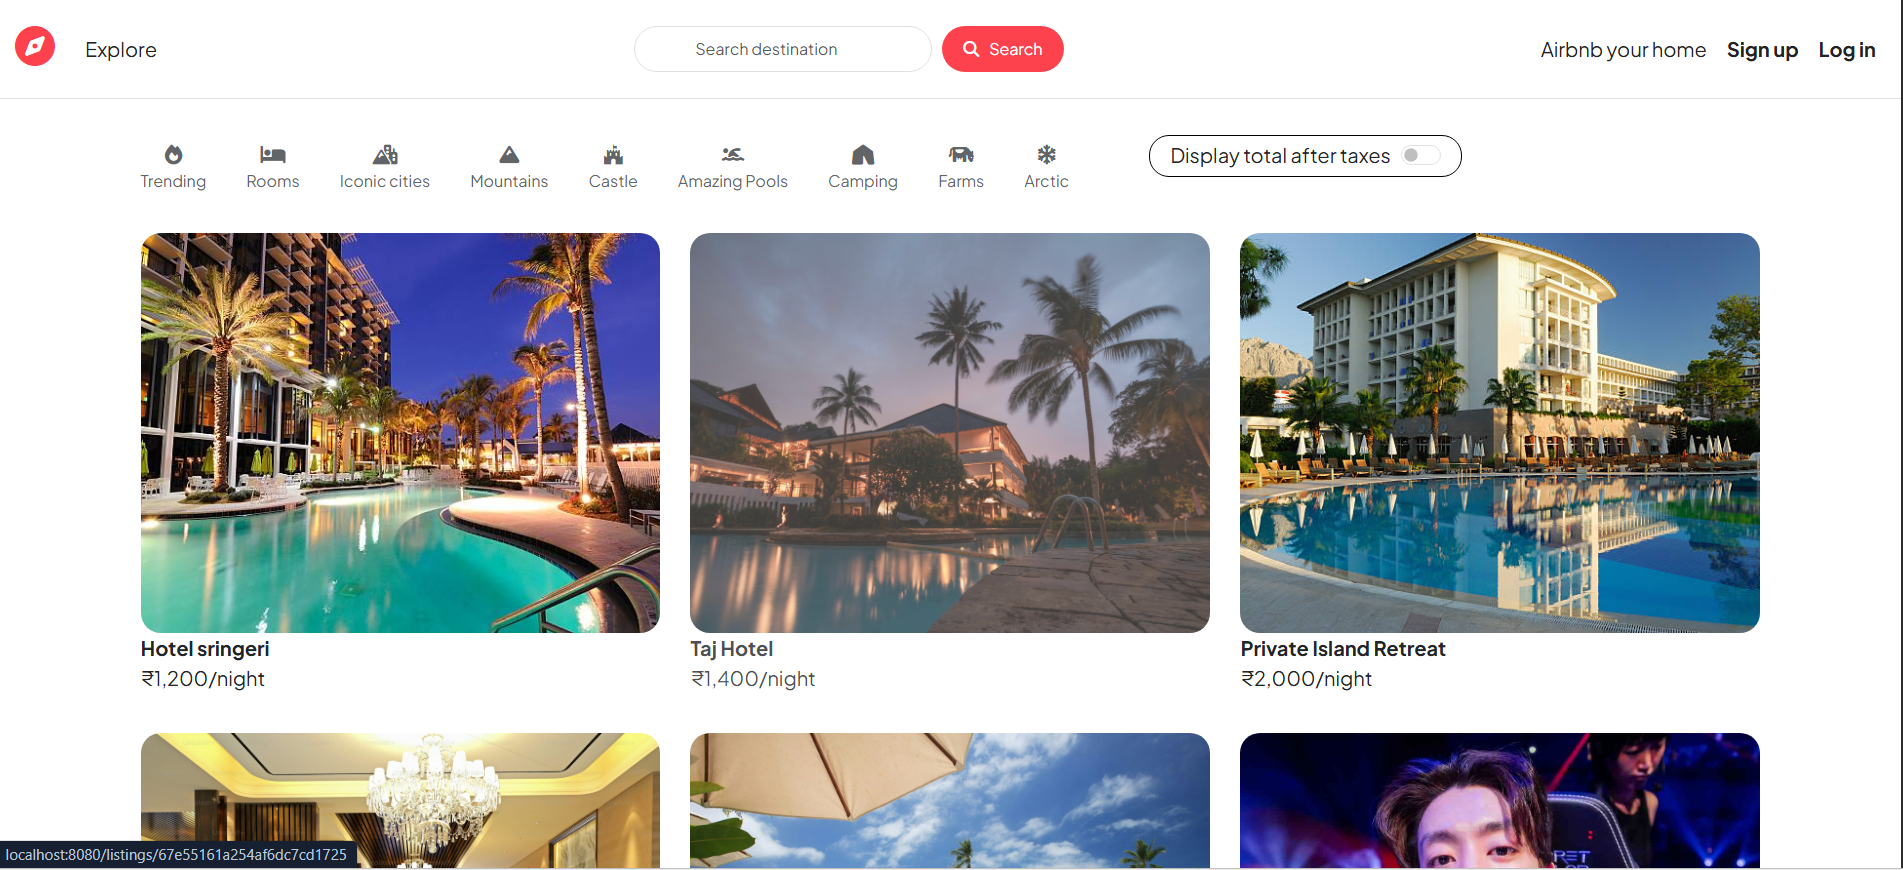 Explore
Search destination
Search
Airbnb your home
Sign up
Log in
Trending
Rooms
Iconic cities
Mountains
Castle
Amazing Pools
Camping
Farms
Arctic
Display total after taxes
Hotel sringeri
₹1,200/night
Taj Hotel
₹1,400/night
Private Island Retreat
₹2,000/night
localhost:8080/listings/67e55161a254af6dc7cd1725